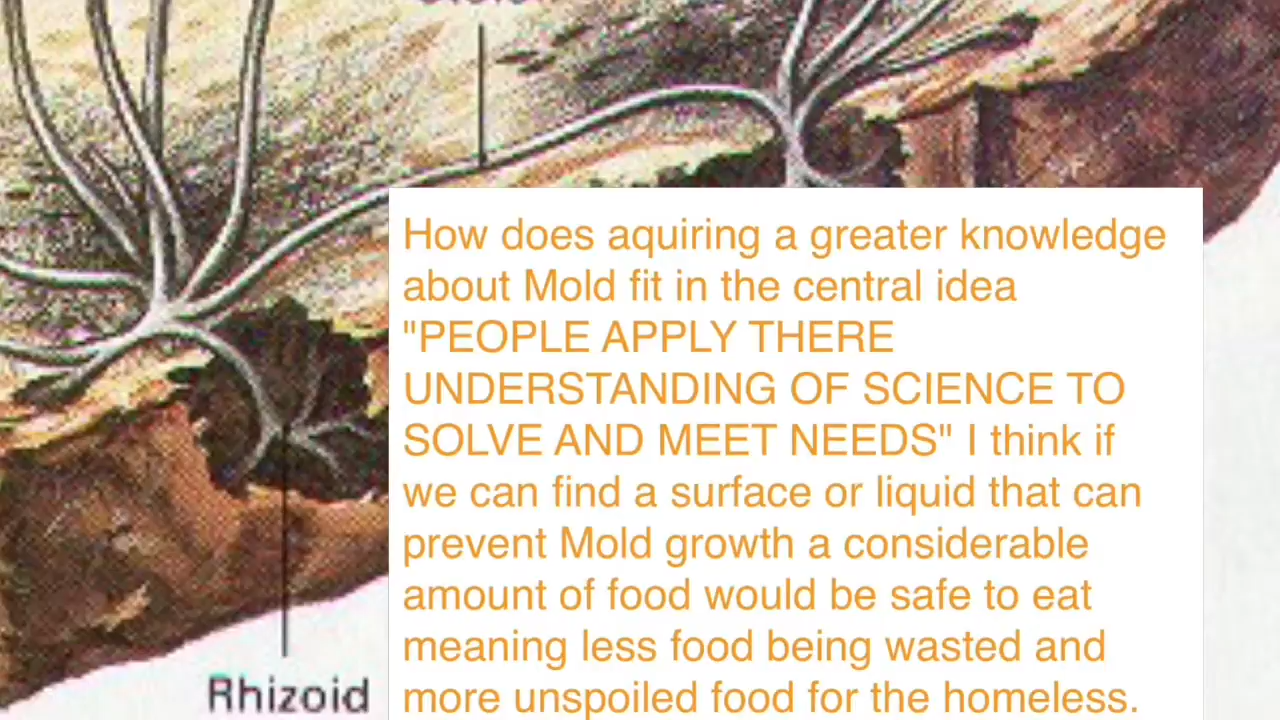 How does aquiring a greater knowledge
about Mold fit in the central idea
"PEOPLE APPLY THERE
UNDERSTANDING OF SCIENCE TO
SOLVE AND MEET NEEDS" I think if
we can find a surface or liquid that can
prevent Mold growth a considerable
amount of food would be safe to eat
meaning less food being wasted and
more unspoiled food for the homeless.
Rhizoid